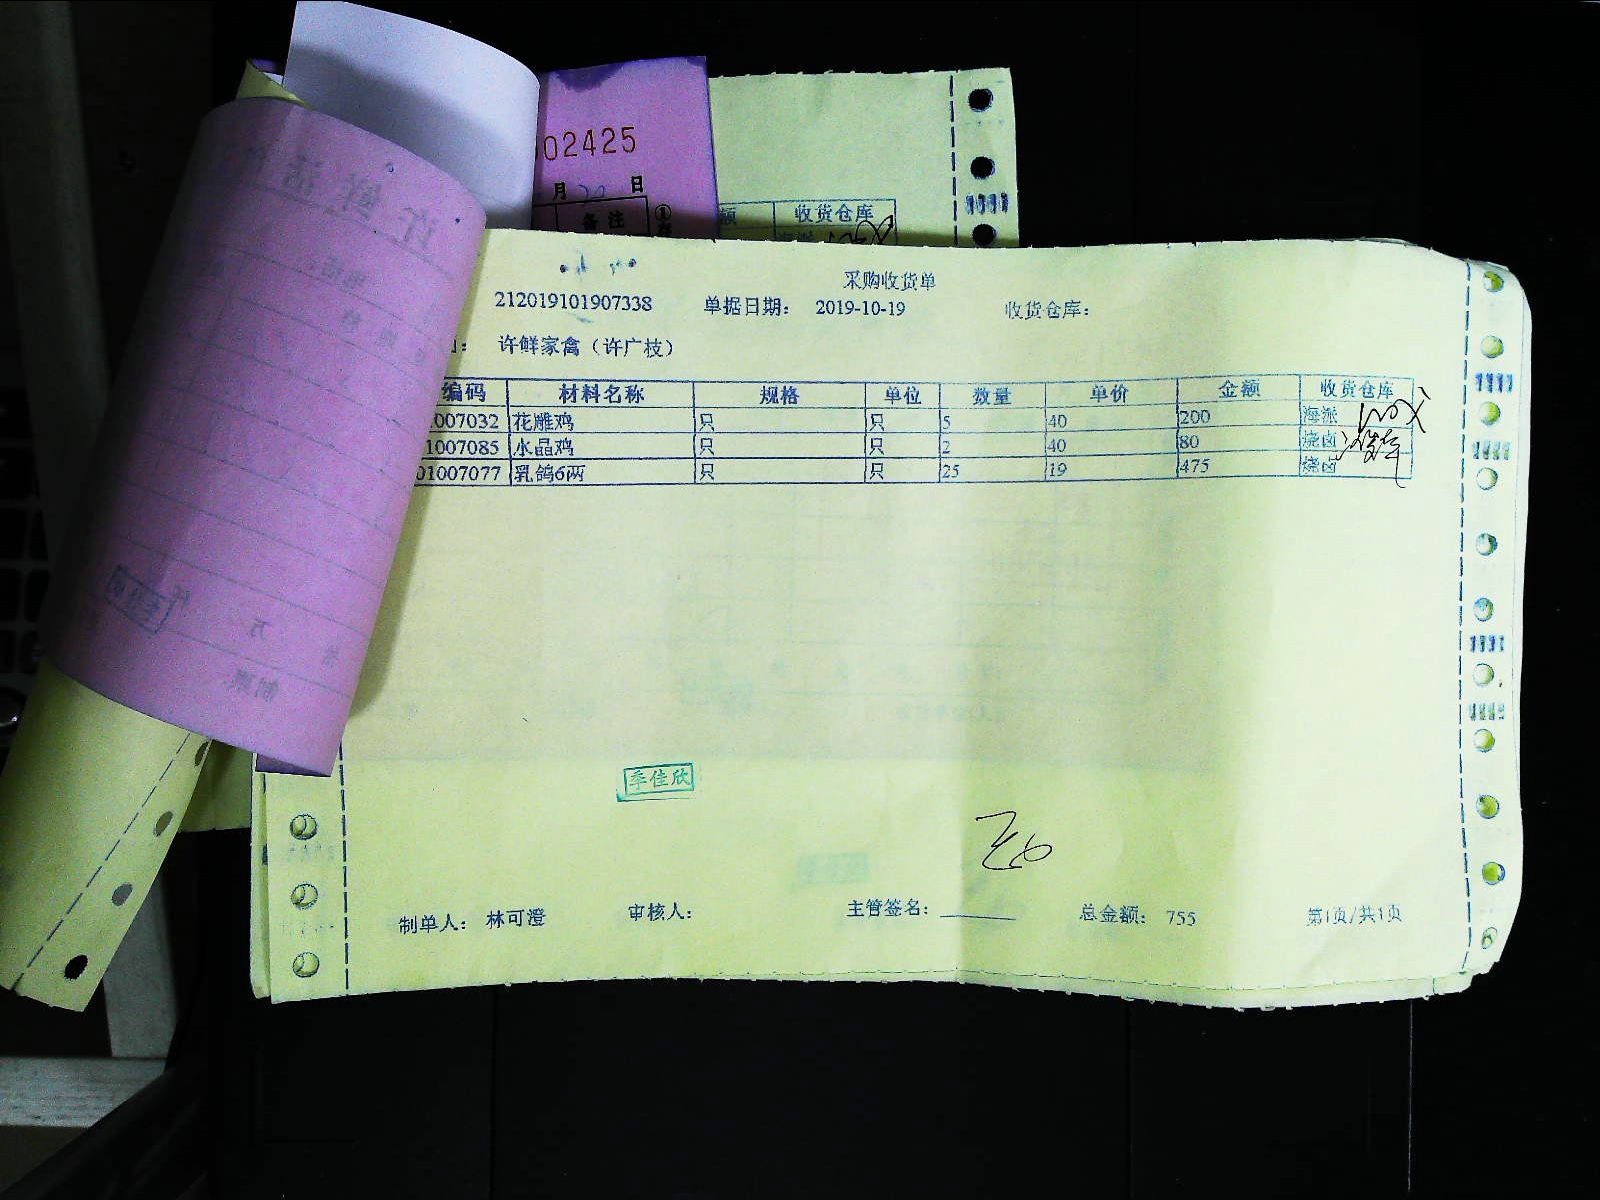 02425
月 20 日
备注
额 收货仓库
采购收货单
212019101907338 单据日期： 2019-10-19 收货仓库：
： 许鲜家禽（许广枝）
编码 材料名称 规格 单位 数量 单价 金额 收货仓库
007032 花雕鸡 只 只 5 40 200 海派
1007085 水晶鸡 只 只 2 40 80 烧卤
01007077 乳鸽6两 只 只 25 19 475 烧卤
季佳欣
制单人： 林可澄 审核人： 主管签名： 总金额： 755 第1页/共1页